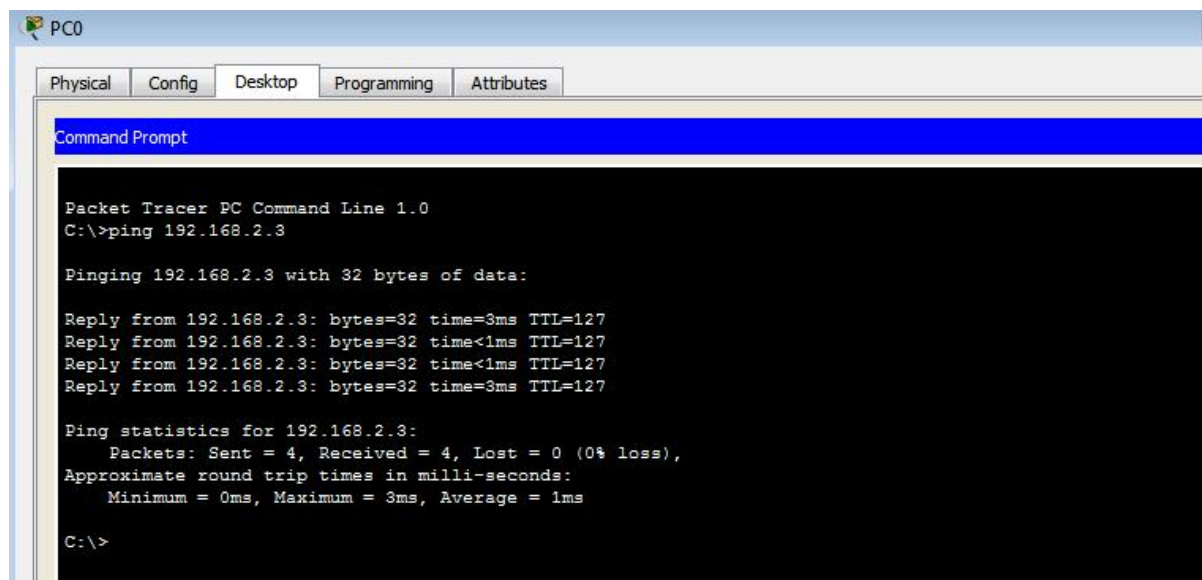 PC0
Physical Config Desktop Programming Attributes
Command Prompt
Packet Tracer PC Command Line 1.0
C:\>ping 192.168.2.3
Pinging 192.168.2.3 with 32 bytes of data:
Reply from 192.168.2.3: bytes=32 time=3ms TTL=127
Reply from 192.168.2.3: bytes=32 time<1ms TTL=127
Reply from 192.168.2.3: bytes=32 time<1ms TTL=127
Reply from 192.168.2.3: bytes=32 time=3ms TTL=127
Ping statistics for 192.168.2.3:
Packets: Sent = 4, Received = 4, Lost = 0 (0% loss),
Approximate round trip times in milli-seconds:
Minimum = 0ms, Maximum = 3ms, Average = 1ms
C:\>